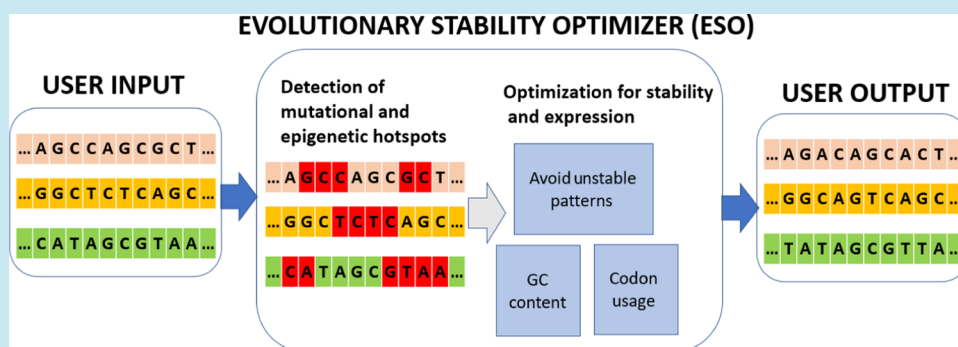 EVOLUTIONARY STABILITY OPTIMIZER (ESO)
USER INPUT
...AGCCAGCGCT...
...GGCTCTCAGC...
...CATAGCGTAA...
Detection of
mutational and
epigenetic hotspots
...AGCCAGCGCT...
...GGCTCTCAGC...
...CATAGCGTAA...
Optimization for stability
and expression
Avoid unstable
patterns
GC
content
Codon
usage
USER OUTPUT
...AGACAGCACT...
...GGCAGTCAGC...
...TATAGCGTTA...